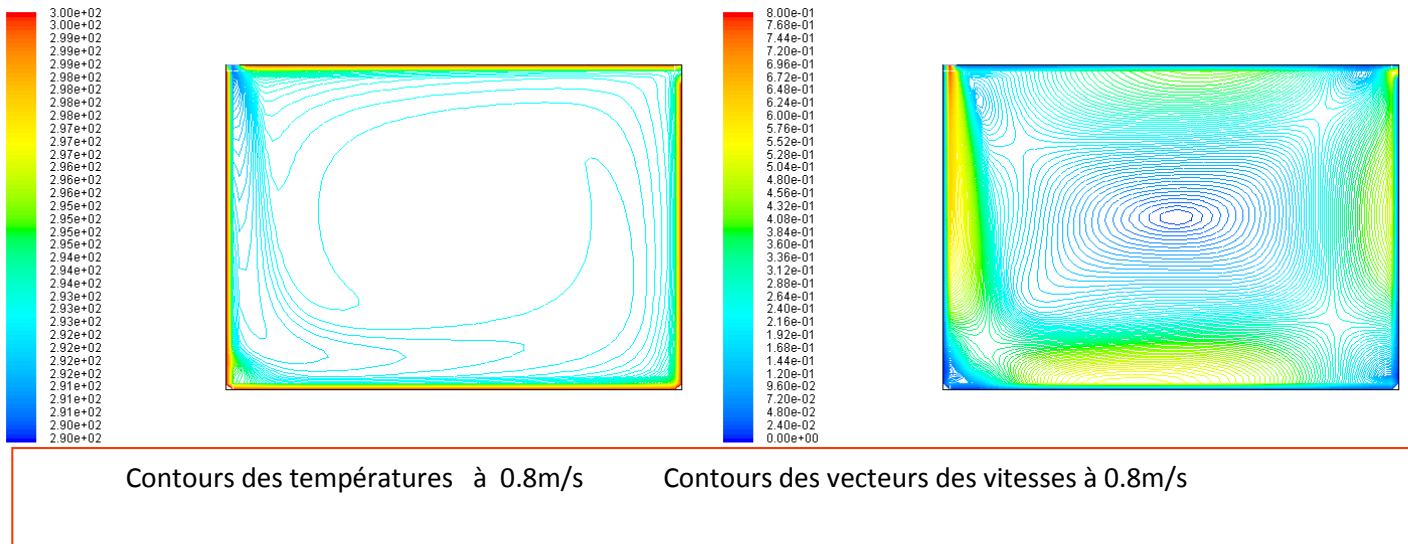 3.00e+02
3.00e+02
2.99e+02
2.99e+02
2.99e+02
2.98e+02
2.98e+02
2.98e+02
2.98e+02
2.97e+02
2.97e+02
2.97e+02
2.96e+02
2.96e+02
2.96e+02
2.95e+02
2.95e+02
2.95e+02
2.95e+02
2.94e+02
2.94e+02
2.93e+02
2.93e+02
2.92e+02
2.92e+02
2.92e+02
2.92e+02
2.91e+02
2.91e+02
2.91e+02
2.90e+02
2.90e+02
8.00e-01
7.68e-01
7.44e-01
7.20e-01
6.96e-01
6.72e-01
6.48e-01
6.24e-01
6.00e-01
5.76e-01
5.52e-01
5.28e-01
5.04e-01
4.80e-01
4.56e-01
4.32e-01
4.08e-01
3.84e-01
3.60e-01
3.36e-01
3.12e-01
2.88e-01
2.64e-01
2.40e-01
2.16e-01
1.92e-01
1.68e-01
1.44e-01
1.20e-01
9.60e-02
7.20e-02
4.80e-02
2.40e-02
0.00e+00
Contours des températures à 0.8m/s Contours des vecteurs des vitesses à 0.8m/s